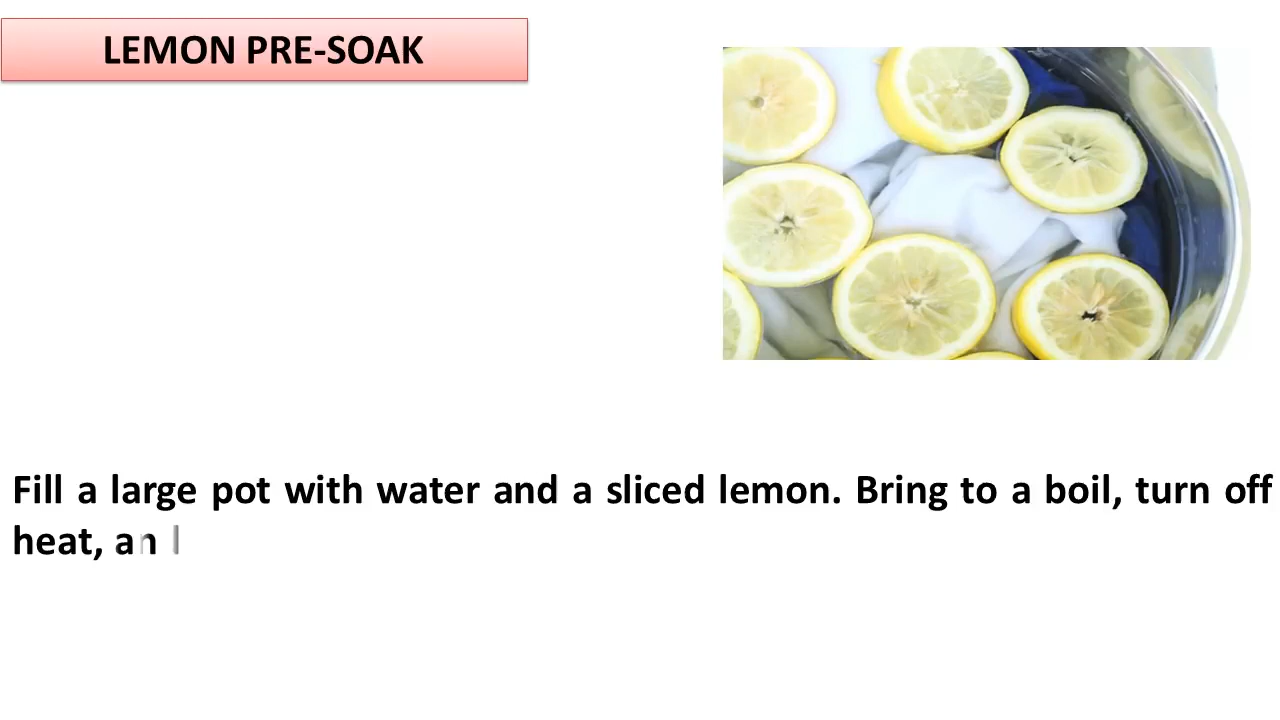 LEMON PRE-SOAK
Fill a large pot with water and a sliced lemon. Bring to a boil, turn off
heat,